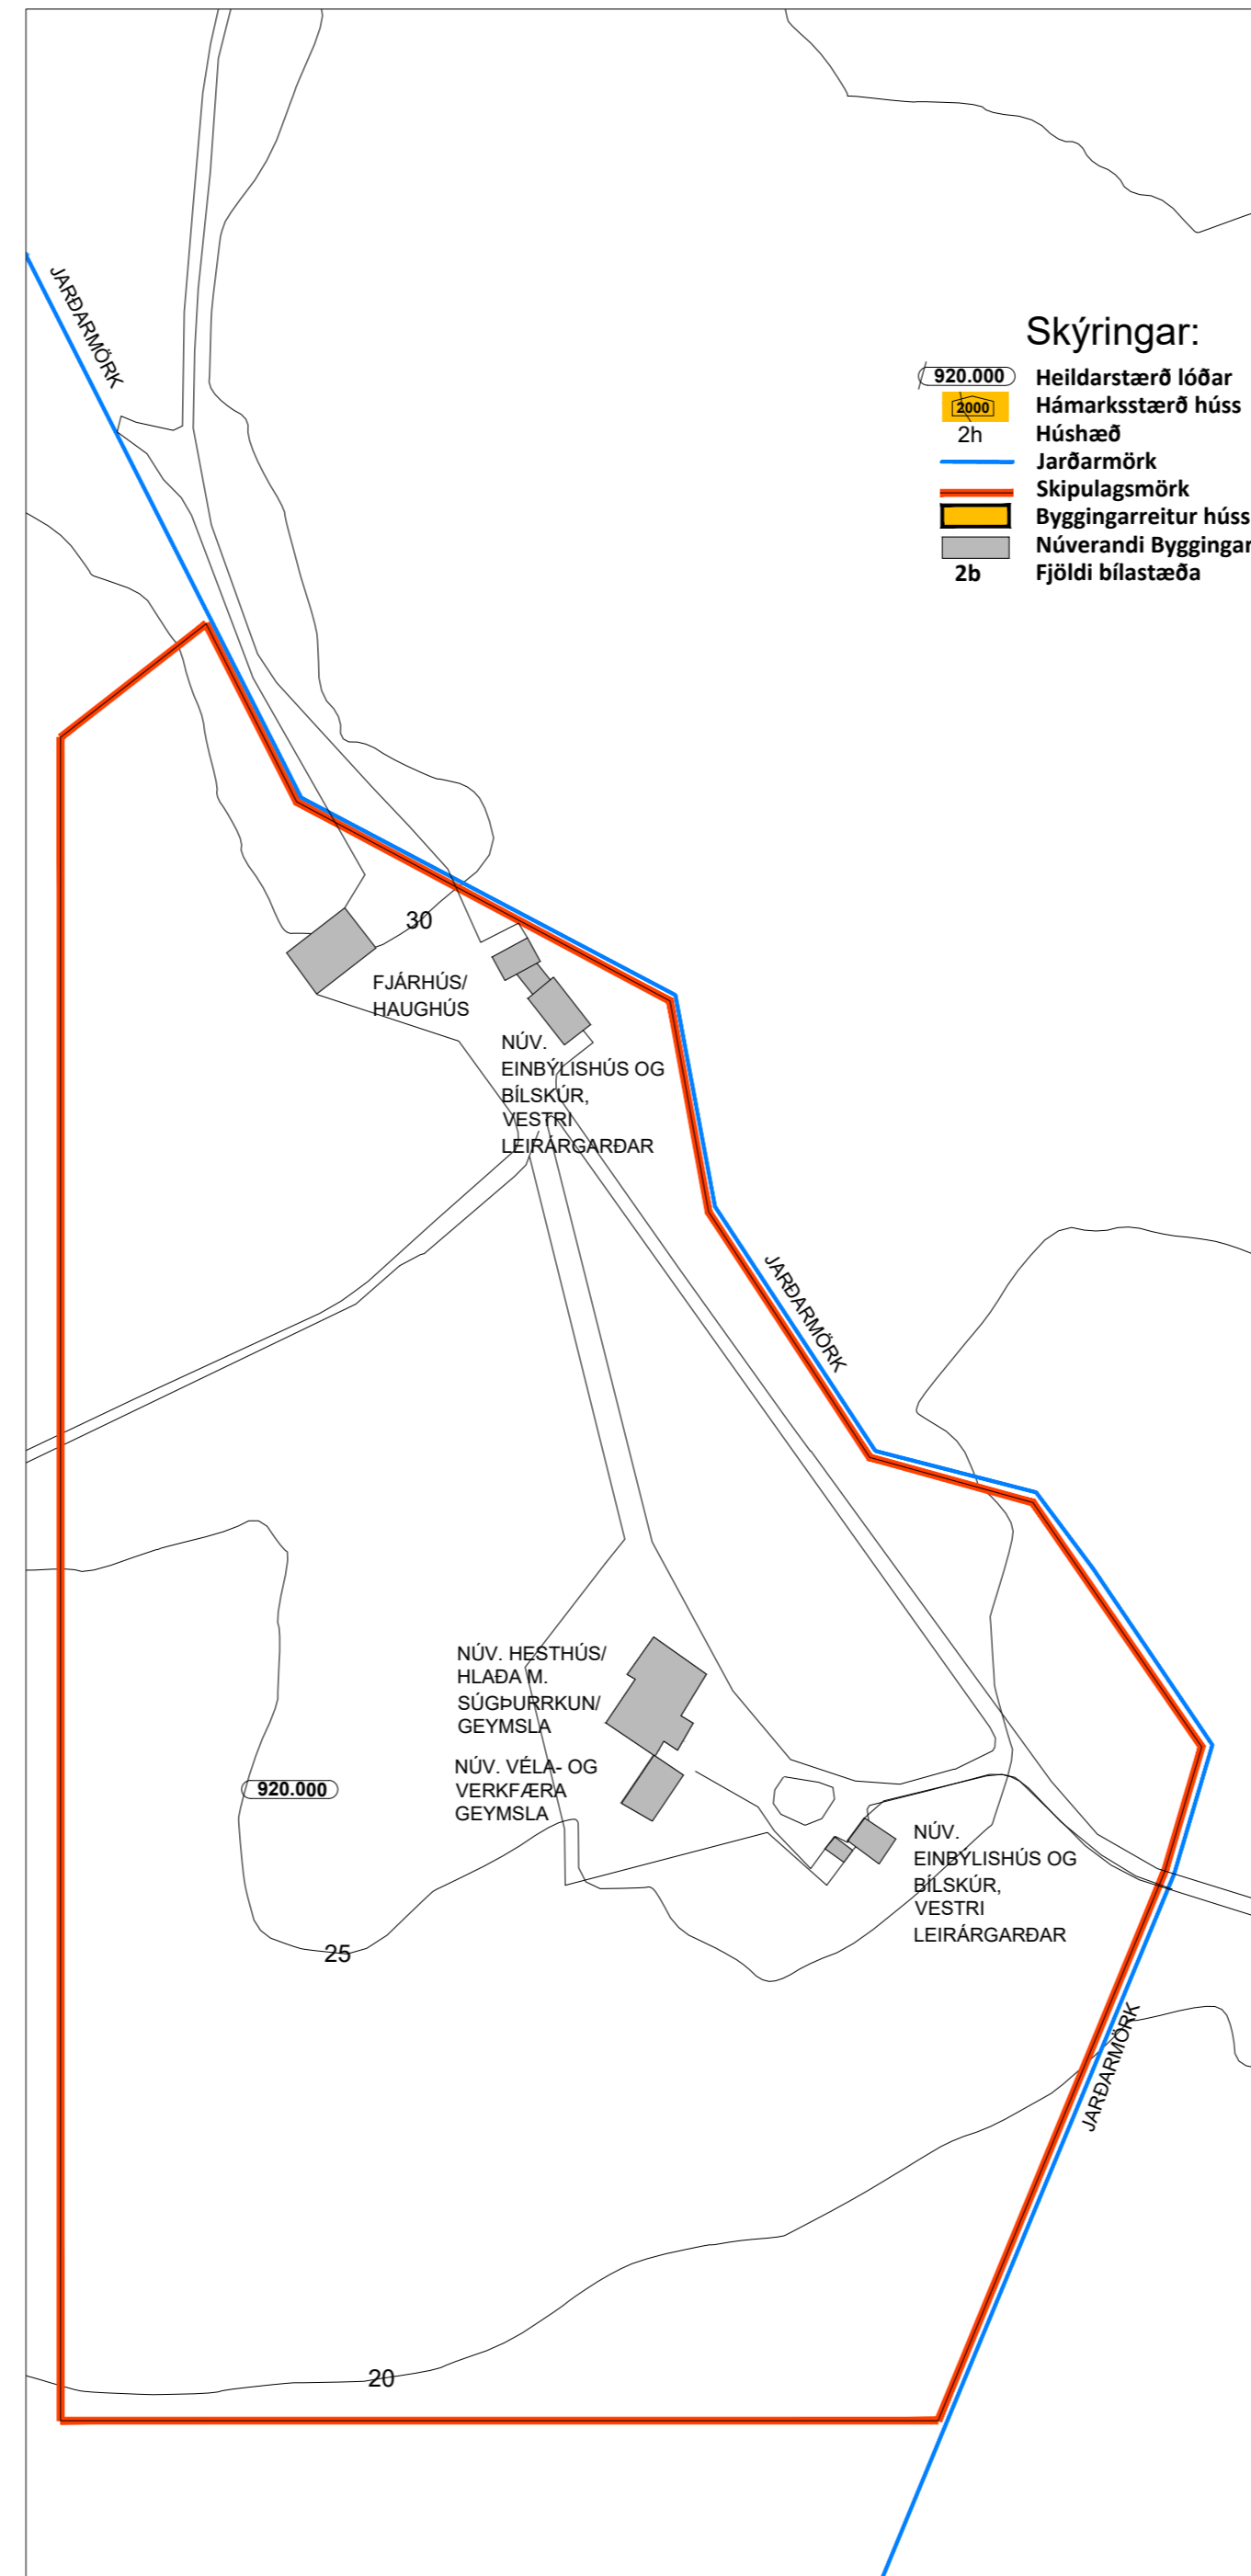 JARÐARMÖRK
Skýringar:
920.000 Heildarstærð lóðar
2000 Hámarksstærð húss
2h Húshæð
Jarðarmörk
Skipulagsmörk
Byggingarreitur húss
Núverandi Byggingar
2b Fjöldi bílastæða
30
FJÁRHÚS/
HAUGHÚS
NÚV.
EINBÝLISHÚS OG
BÍLSKÚR,
VESTRI
LEIRÁRGARÐAR
JARÐARMÖRK
NÚV. HESTHÚS/
HLAÐA M.
SÚGÞURRKUN/
GEYMSLA
NÚV. VÉLA- OG
VERKFÆRA
GEYMSLA
920.000
NÚV.
EINBÝLISHÚS OG
BÍLSKÚR,
VESTRI
LEIRÁRGARÐAR
25
JARÐARMÖRK
20